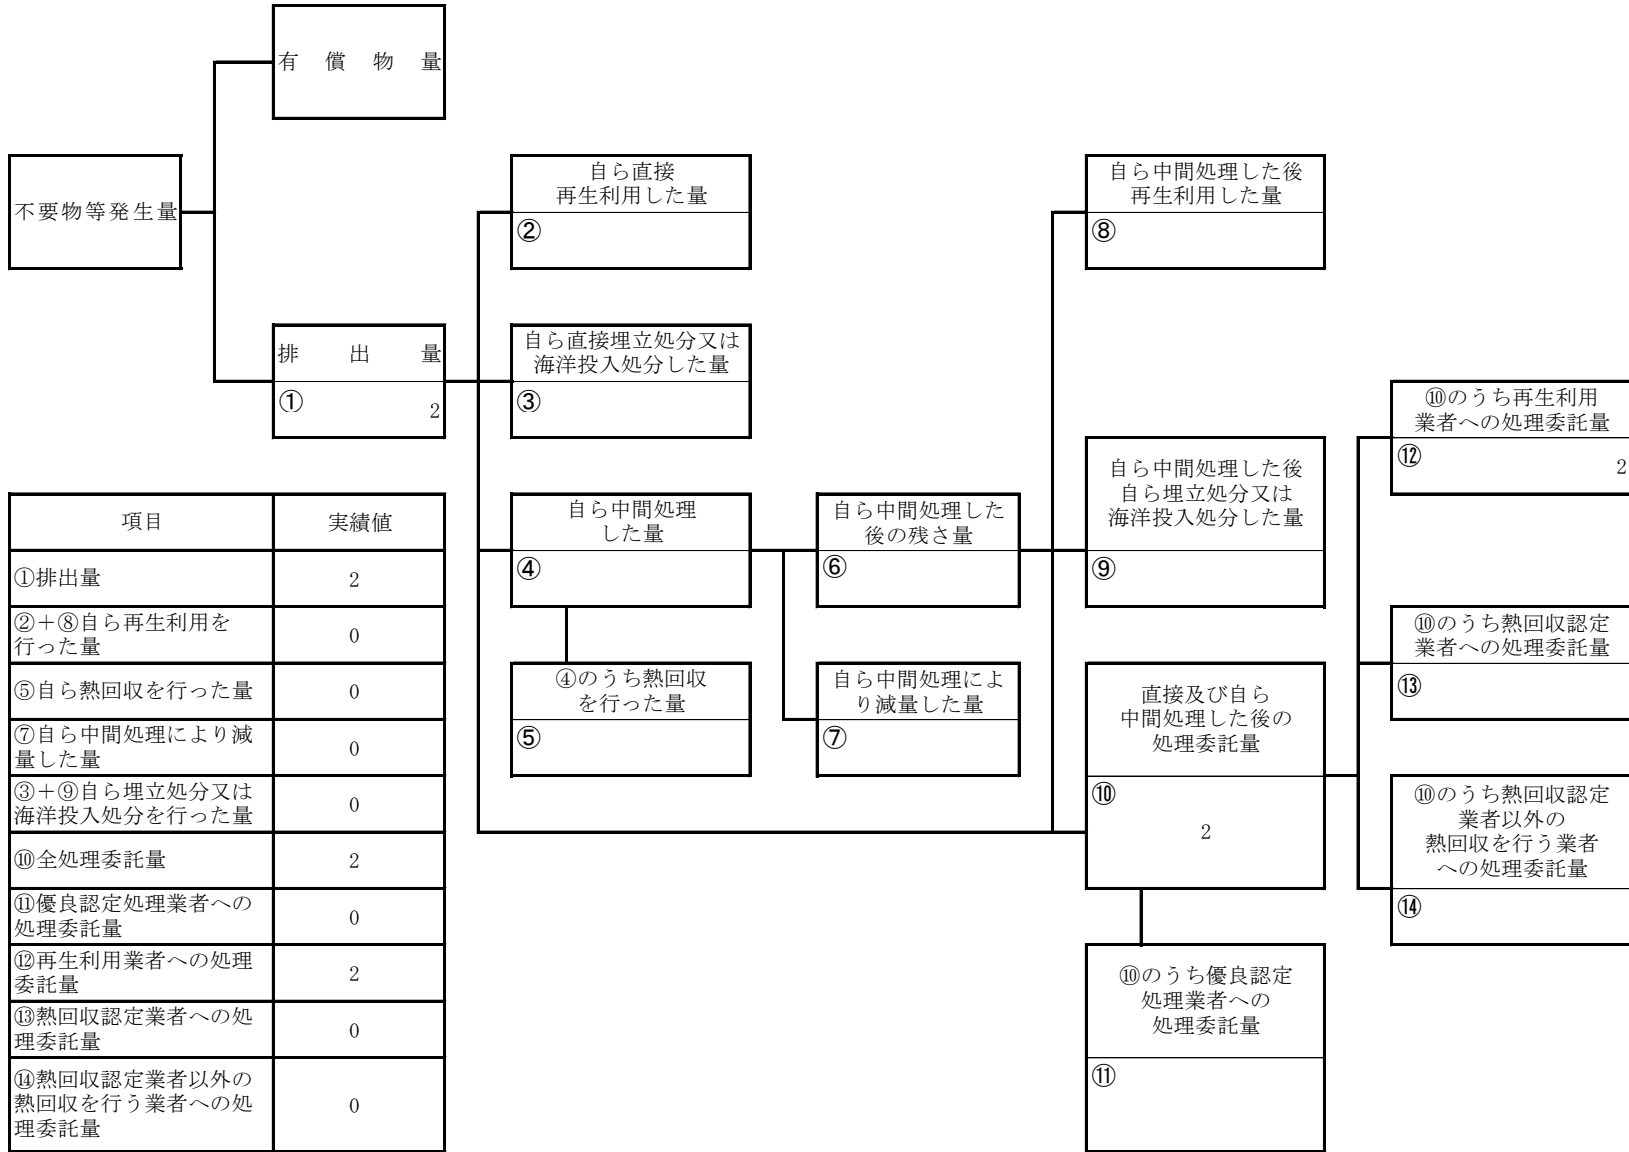 有償物量
不要物等発生量
排出量
①
2
自ら直接
再生利用した量
②
自ら直接埋立処分又は
海洋投入処分した量
③
自ら中間処理
した量
④
④のうち熱回収
を行った量
⑤
自ら中間処理した
後の残さ量
⑥
自ら中間処理によ
り減量した量
⑦
自ら中間処理した後
再生利用した量
⑧
自ら中間処理した後
自ら埋立処分又は
海洋投入処分した量
⑨
直接及び自ら
中間処理した後の
処理委託量
⑩
2
⑩のうち優良認定
処理業者への
処理委託量
⑪
⑩のうち再生利用
業者への処理委託量
⑫
2
⑩のうち熱回収認定
業者への処理委託量
⑬
⑩のうち熱回収認定
業者以外の
熱回収を行う業者
への処理委託量
⑭
項目 実績値
①排出量 2
②＋⑧自ら再生利用を
行った量 0
⑤自ら熱回収を行った量 0
⑦自ら中間処理により減
量した量 0
③＋⑨自ら埋立処分又は
海洋投入処分を行った量 0
⑩全処理委託量 2
⑪優良認定処理業者への
処理委託量 0
⑫再生利用業者への処理
委託量 2
⑬熱回収認定業者への処
理委託量 0
⑭熱回収認定業者以外の
熱回収を行う業者への処
理委託量 0